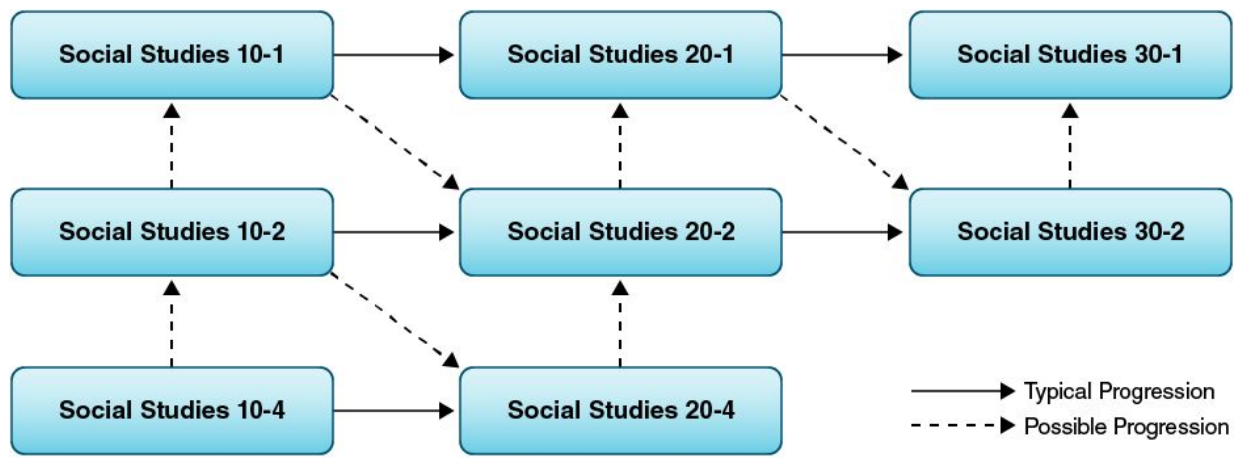 Social Studies 10-1
Social Studies 20-1
Social Studies 30-1
Social Studies 10-2
Social Studies 20-2
Social Studies 30-2
Social Studies 10-4
Social Studies 20-4
Typical Progression
Possible Progression